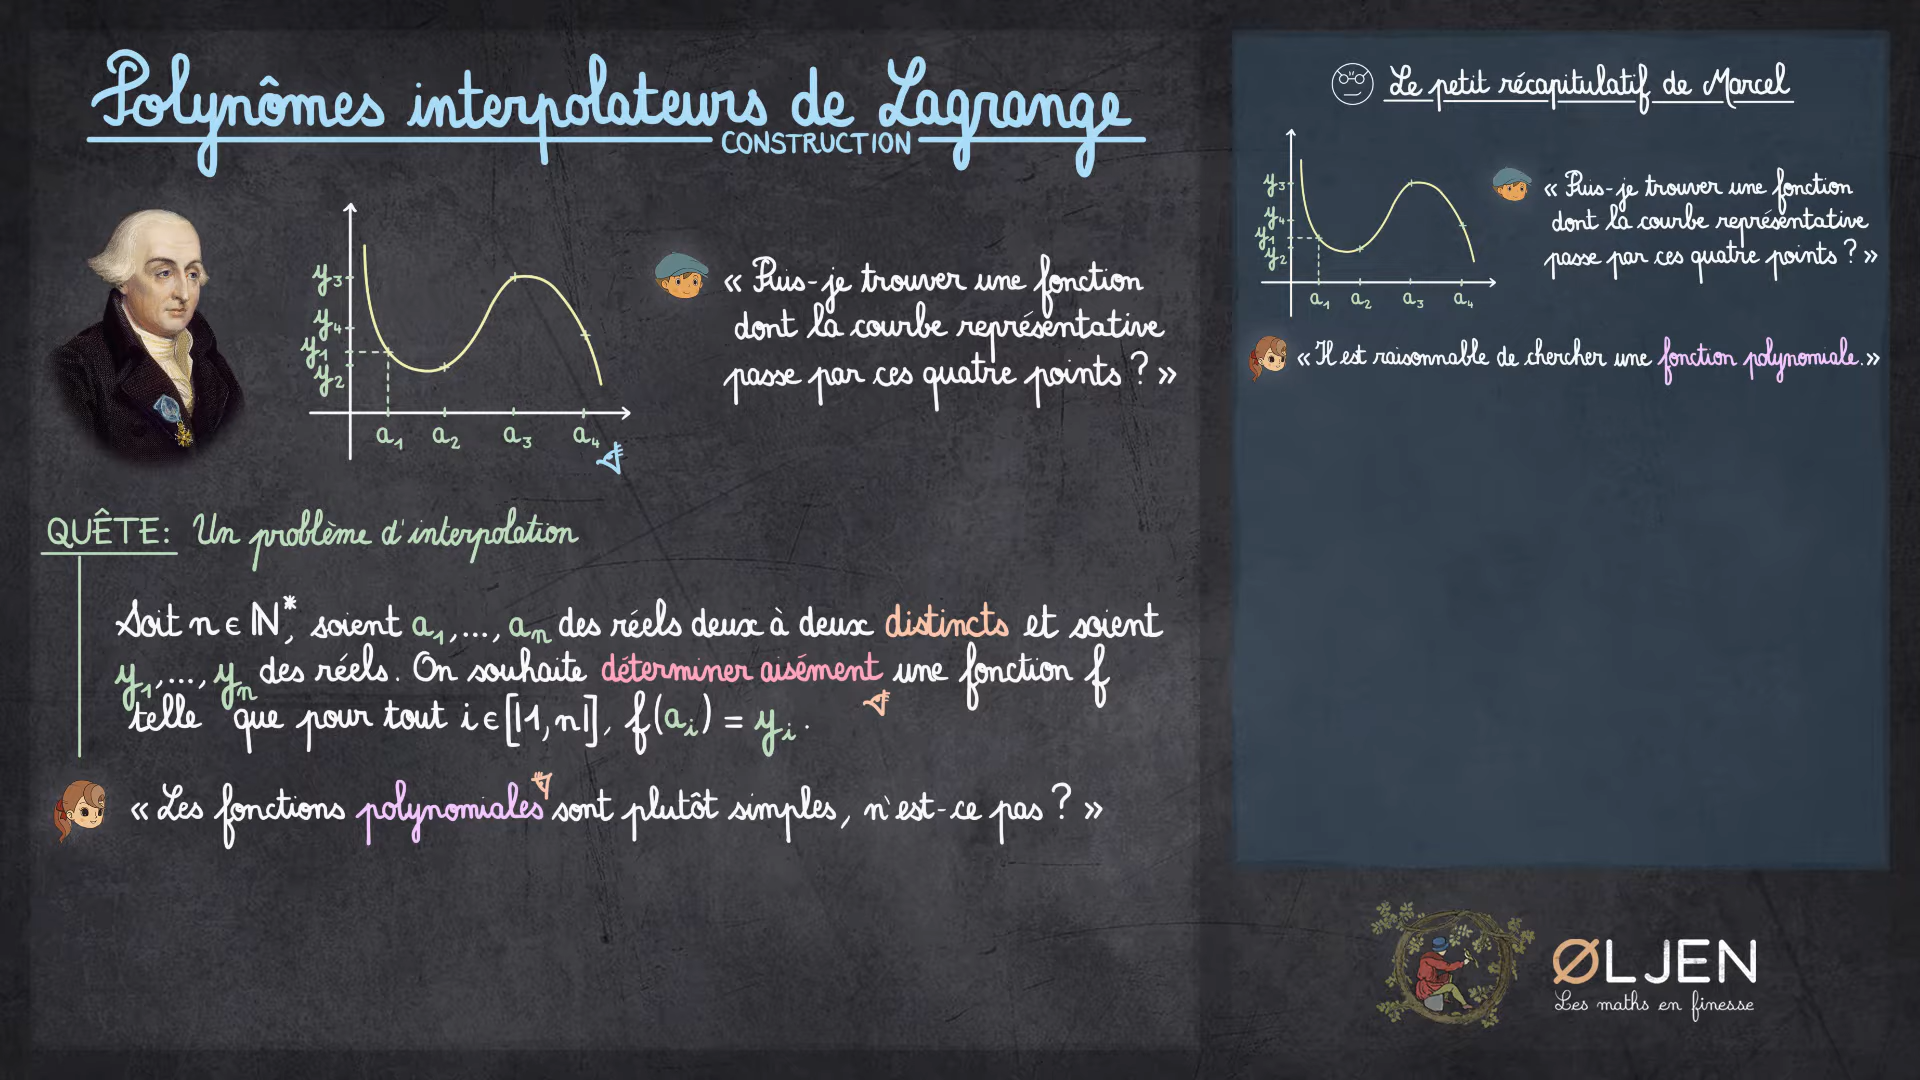 Polynômes interpolateurs de Lagrange
CONSTRUCTION
y3
y4
y1
y2
a1 a2 a3 a4
« Puis-je trouver une fonction
dont la courbe représentative
passe par ces quatre points ? »
QUÊTE: Un problème d'interpolation
Soit n ∈ ℕ*, soient a1,..., an des réels deux à deux distincts et soient
y1,..., yn des réels. On souhaite déterminer aisément une fonction f
telle que pour tout i ∈ [|1,n|], f(ai) = yi.
« Les fonctions polynomiales sont plutôt simples, n'est-ce pas ? »
Le petit récapitulatif de Marcel
y3
y4
y1
y2
a1 a2 a3 a4
« Puis-je trouver une fonction
dont la courbe représentative
passe par ces quatre points ? »
« Il est raisonnable de chercher une fonction polynomiale. »
ØLJEN
Les maths en finesse